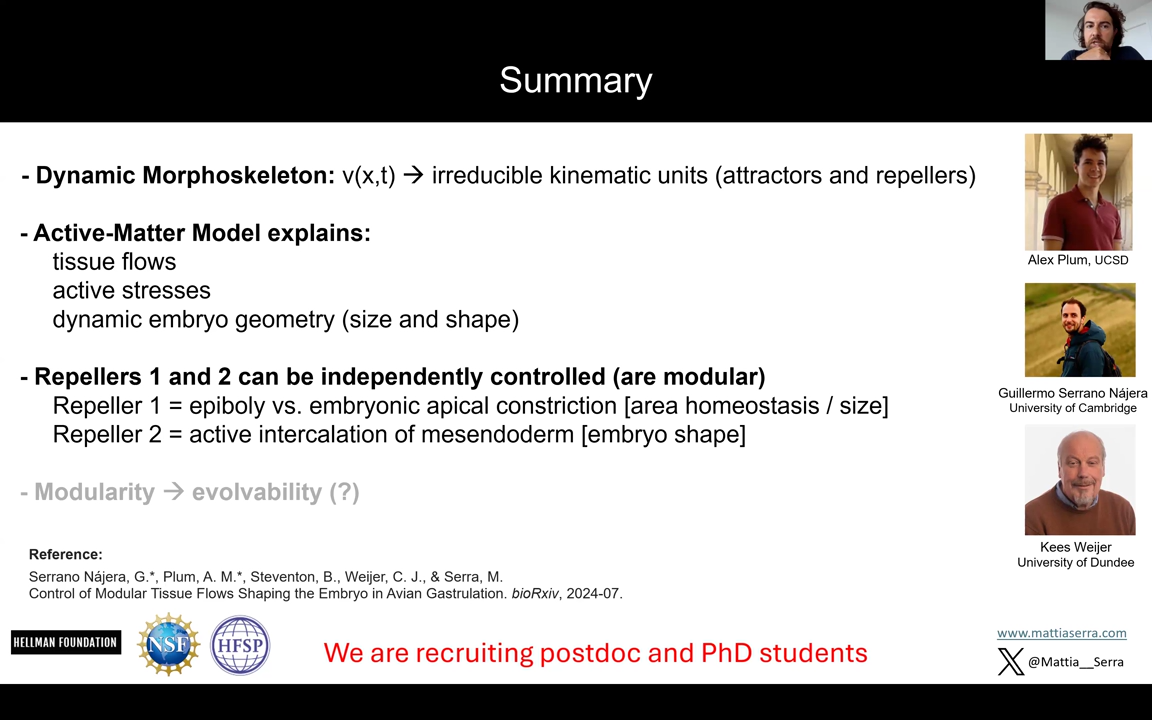 Summary
- Dynamic Morphoskeleton: v(x,t) → irreducible kinematic units (attractors and repellers)
- Active-Matter Model explains:
tissue flows
active stresses
dynamic embryo geometry (size and shape)
- Repellers 1 and 2 can be independently controlled (are modular)
Repeller 1 = epiboly vs. embryonic apical constriction [area homeostasis / size]
Repeller 2 = active intercalation of mesendoderm [embryo shape]
- Modularity → evolvability (?)
Reference:
Serrano Nájera, G.*, Plum, A. M.*, Steventon, B., Weijer, C. J., & Serra, M.
Control of Modular Tissue Flows Shaping the Embryo in Avian Gastrulation. bioRxiv, 2024-07.
HELLMAN FOUNDATION
NSF
HFSP
We are recruiting postdoc and PhD students
Alex Plum, UCSD
Guillermo Serrano Nájera
University of Cambridge
Kees Weijer
University of Dundee
www.mattiaserra.com
@Mattia__Serra